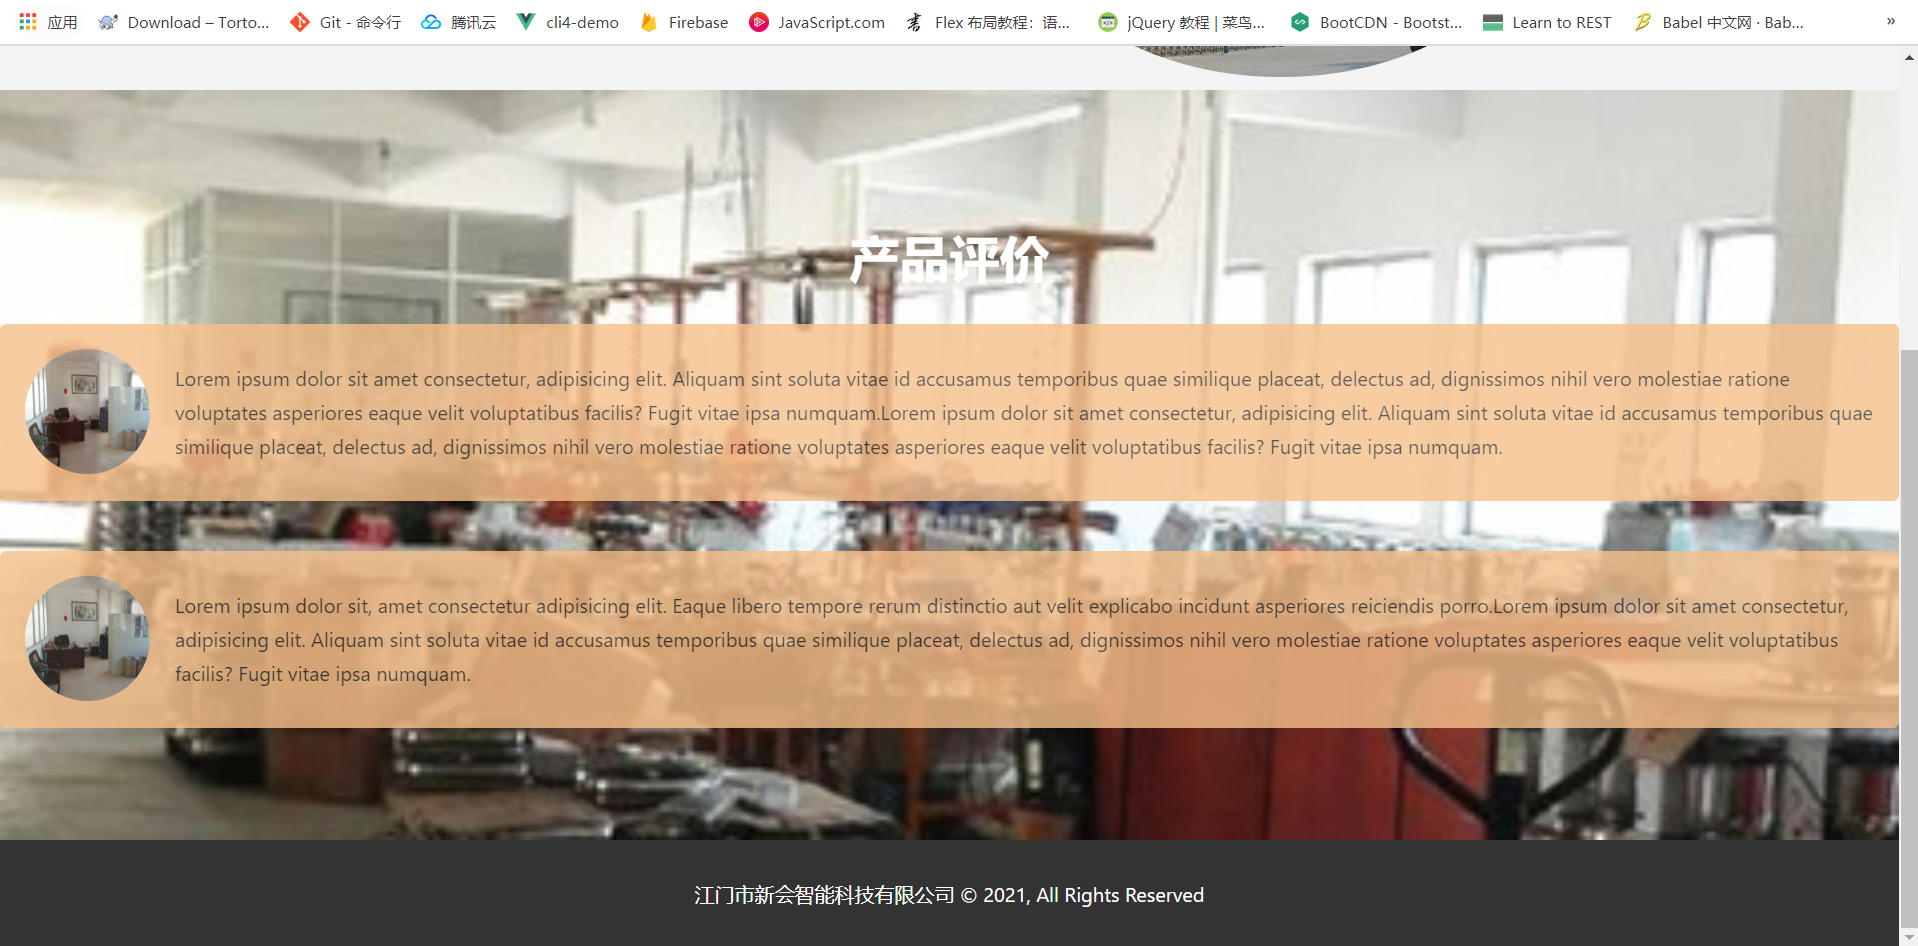 应用 Download – Torto... Git - 命令行 腾讯云 cli4-demo Firebase JavaScript.com Flex 布局教程：语... jQuery 教程 | 菜鸟... BootCDN - Bootst... Learn to REST Babel 中文网 · Bab... »
产品评价
Lorem ipsum dolor sit amet consectetur, adipisicing elit. Aliquam sint soluta vitae id accusamus temporibus quae similique placeat, delectus ad, dignissimos nihil vero molestiae ratione
voluptates asperiores eaque velit voluptatibus facilis? Fugit vitae ipsa numquam.Lorem ipsum dolor sit amet consectetur, adipisicing elit. Aliquam sint soluta vitae id accusamus temporibus quae
similique placeat, delectus ad, dignissimos nihil vero molestiae ratione voluptates asperiores eaque velit voluptatibus facilis? Fugit vitae ipsa numquam.
Lorem ipsum dolor sit, amet consectetur adipisicing elit. Eaque libero tempore rerum distinctio aut velit explicabo incidunt asperiores reiciendis porro.Lorem ipsum dolor sit amet consectetur,
adipisicing elit. Aliquam sint soluta vitae id accusamus temporibus quae similique placeat, delectus ad, dignissimos nihil vero molestiae ratione voluptates asperiores eaque velit voluptatibus
facilis? Fugit vitae ipsa numquam.
江门市新会智能科技有限公司 © 2021, All Rights Reserved